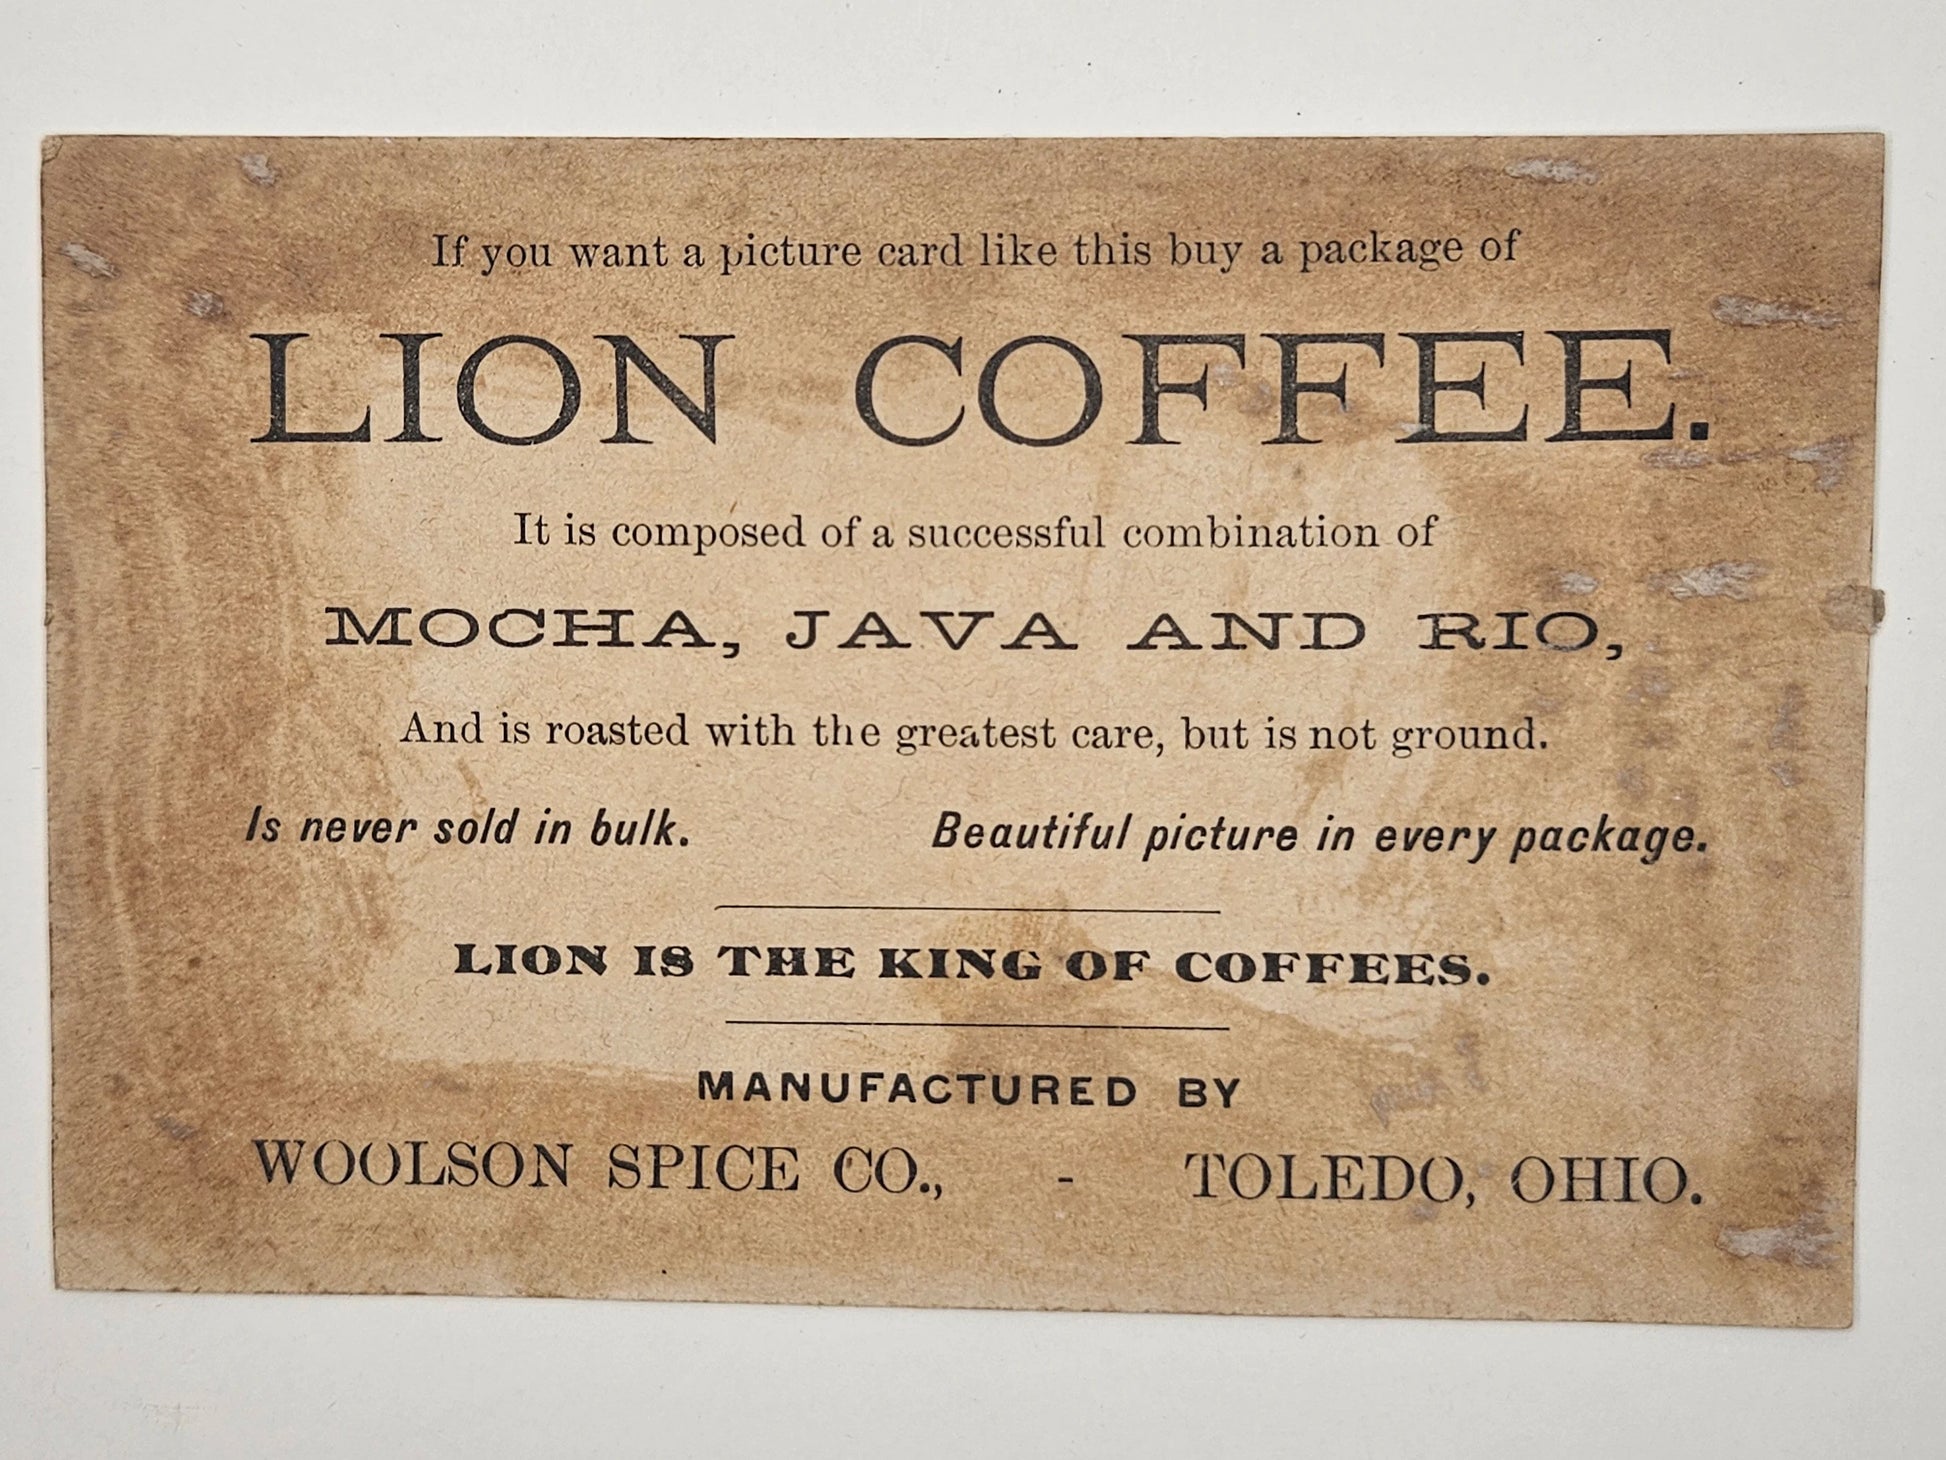 If you want a picture card like this buy a package of
LION COFFEE.
It is composed of a successful combination of
MOCHA, JAVA AND RIO,
And is roasted with the greatest care, but is not ground.
Is never sold in bulk. Beautiful picture in every package.
LION IS THE KING OF COFFEES.
MANUFACTURED BY
WOOLSON SPICE CO., - TOLEDO, OHIO.